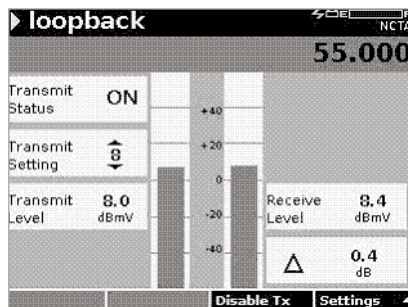 loopback
E F
NCTA
55.000
Transmit Status ON
Transmit Setting 8
Transmit Level 8.0 dBmV
+40
+20
0
-20
-40
Receive Level 8.4 dBmV
Δ 0.4 dB
Disable Tx Settings